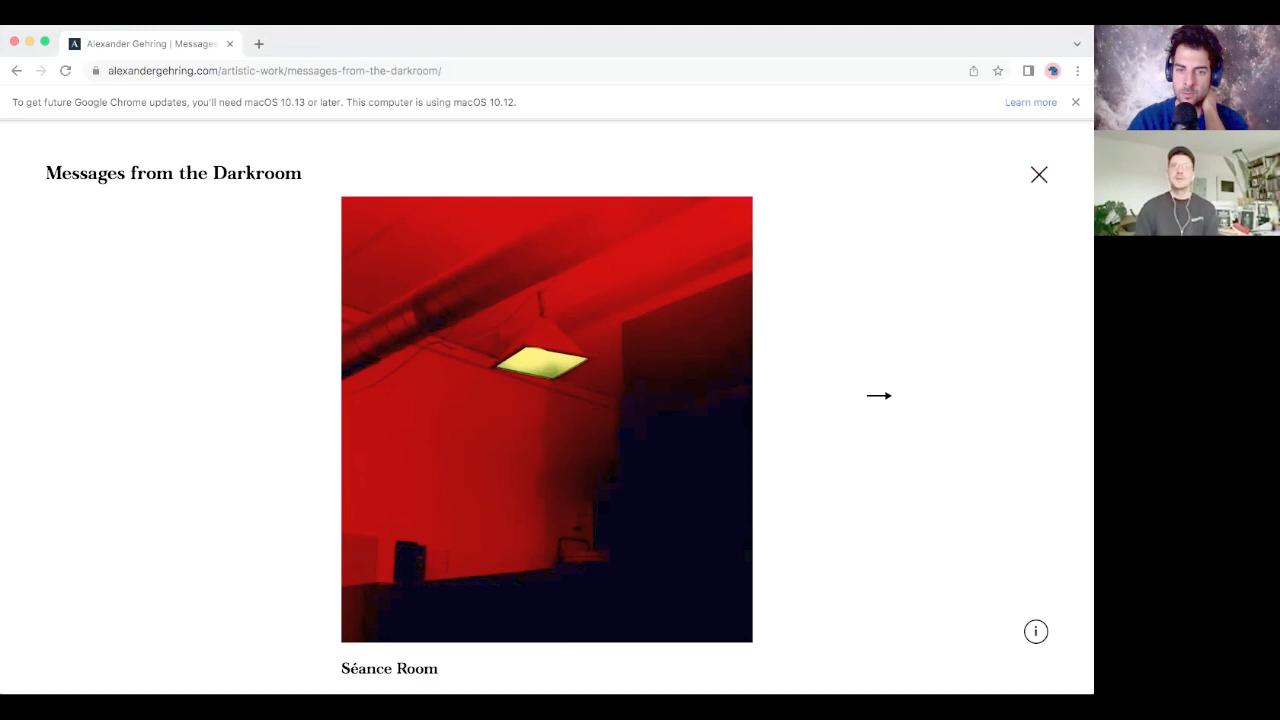 Alexander Gehring | Messages
alexandergehring.com/artistic-work/messages-from-the-darkroom/
To get future Google Chrome updates, you'll need macOS 10.13 or later. This computer is using macOS 10.12.
Learn more
Messages from the Darkroom
Séance Room